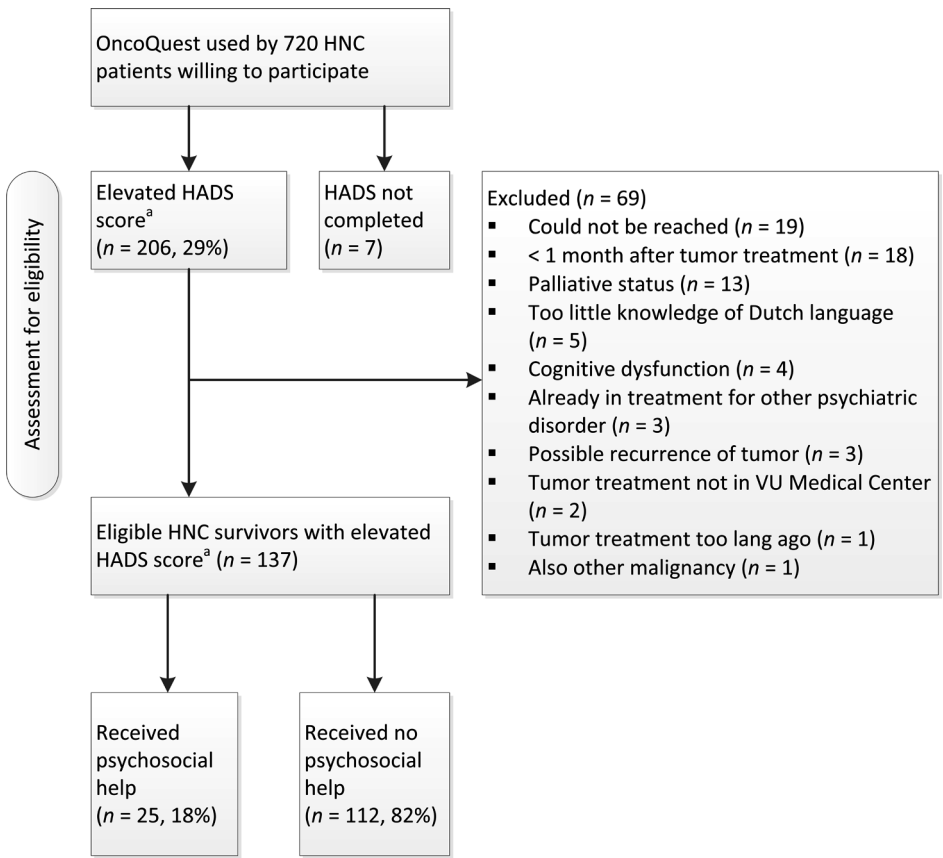 OncoQuest used by 720 HNC
patients willing to participate
Assessment for eligibility
Elevated HADS
scoreᵃ
(n = 206, 29%)
HADS not
completed
(n = 7)
Excluded (n = 69)
▪ Could not be reached (n = 19)
▪ < 1 month after tumor treatment (n = 18)
▪ Palliative status (n = 13)
▪ Too little knowledge of Dutch language
(n = 5)
▪ Cognitive dysfunction (n = 4)
▪ Already in treatment for other psychiatric
disorder (n = 3)
▪ Possible recurrence of tumor (n = 3)
▪ Tumor treatment not in VU Medical Center
(n = 2)
▪ Tumor treatment too lang ago (n = 1)
▪ Also other malignancy (n = 1)
Eligible HNC survivors with elevated
HADS scoreᵃ (n = 137)
Received
psychosocial
help
(n = 25, 18%)
Received no
psychosocial
help
(n = 112, 82%)